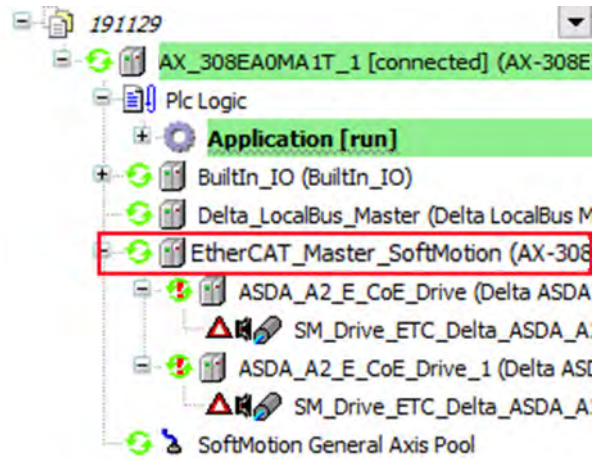 191129
AX_308EA0MA1T_1 [connected] (AX-308E
Plc Logic
Application [run]
BuiltIn_IO (BuiltIn_IO)
Delta_LocalBus_Master (Delta LocalBus M
EtherCAT_Master_SoftMotion (AX-308
ASDA_A2_E_CoE_Drive (Delta ASDA
SM_Drive_ETC_Delta_ASDA_A
ASDA_A2_E_CoE_Drive_1 (Delta ASD
SM_Drive_ETC_Delta_ASDA_A
SoftMotion General Axis Pool